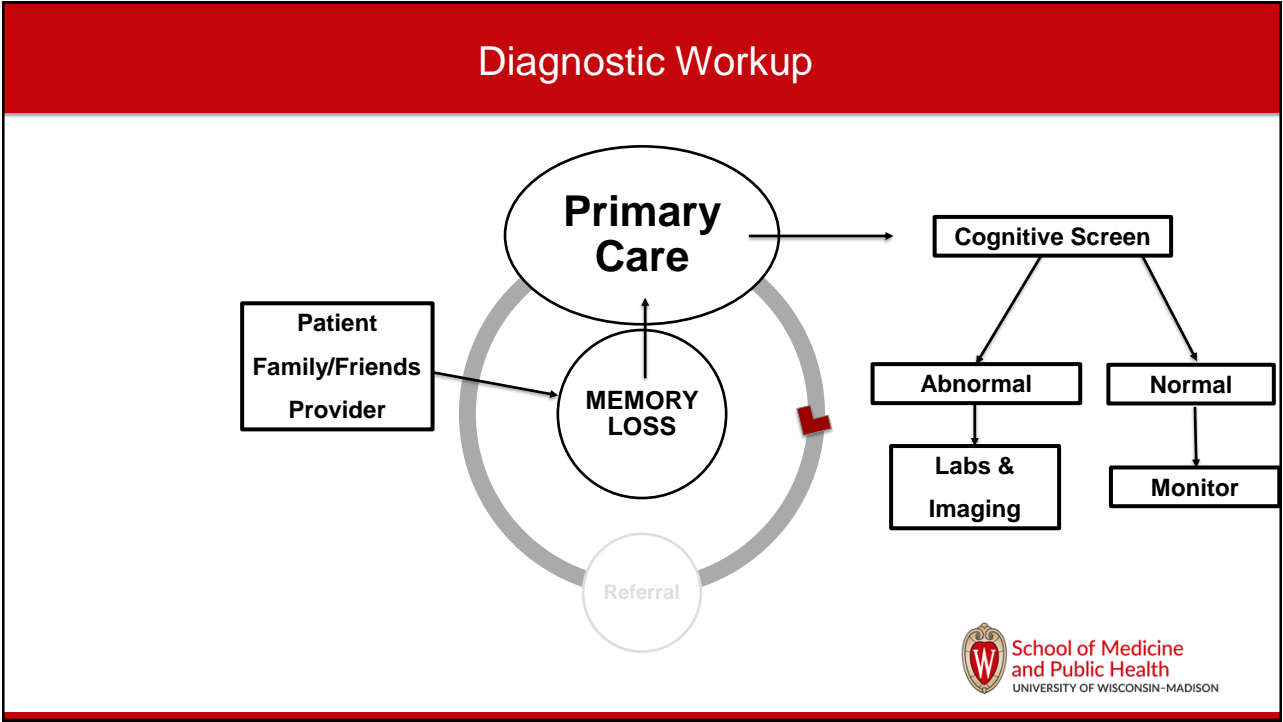 Diagnostic Workup
Primary
Care
Cognitive Screen
Patient
Family/Friends
Provider
MEMORY
LOSS
Abnormal
Normal
Labs &
Imaging
Monitor
Referral
W
School of Medicine
and Public Health
UNIVERSITY OF WISCONSIN–MADISON